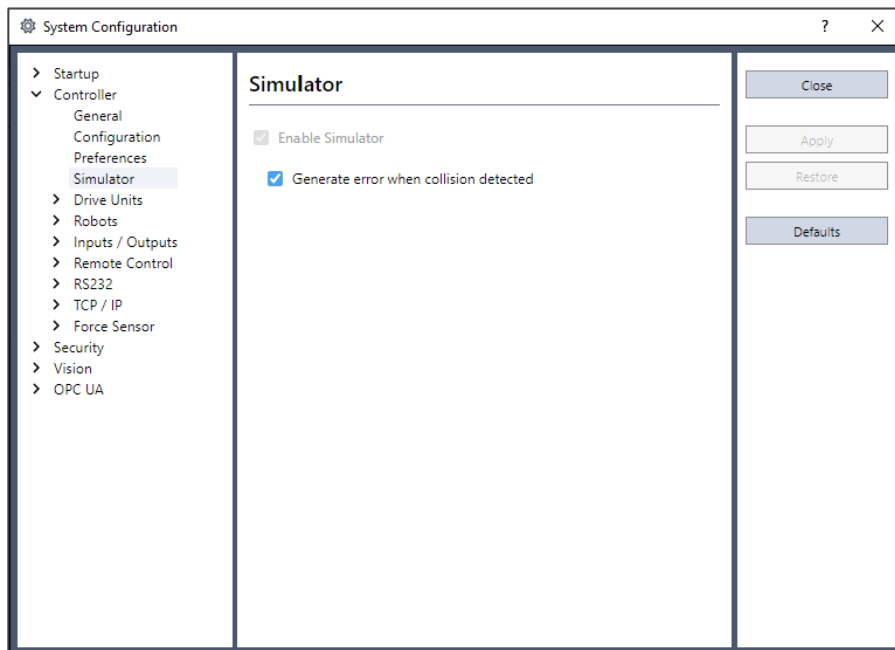 System Configuration
?
Startup
Controller
General
Configuration
Preferences
Simulator
Drive Units
Robots
Inputs / Outputs
Remote Control
RS232
TCP / IP
Force Sensor
Security
Vision
OPC UA
Simulator
Enable Simulator
Generate error when collision detected
Close
Apply
Restore
Defaults